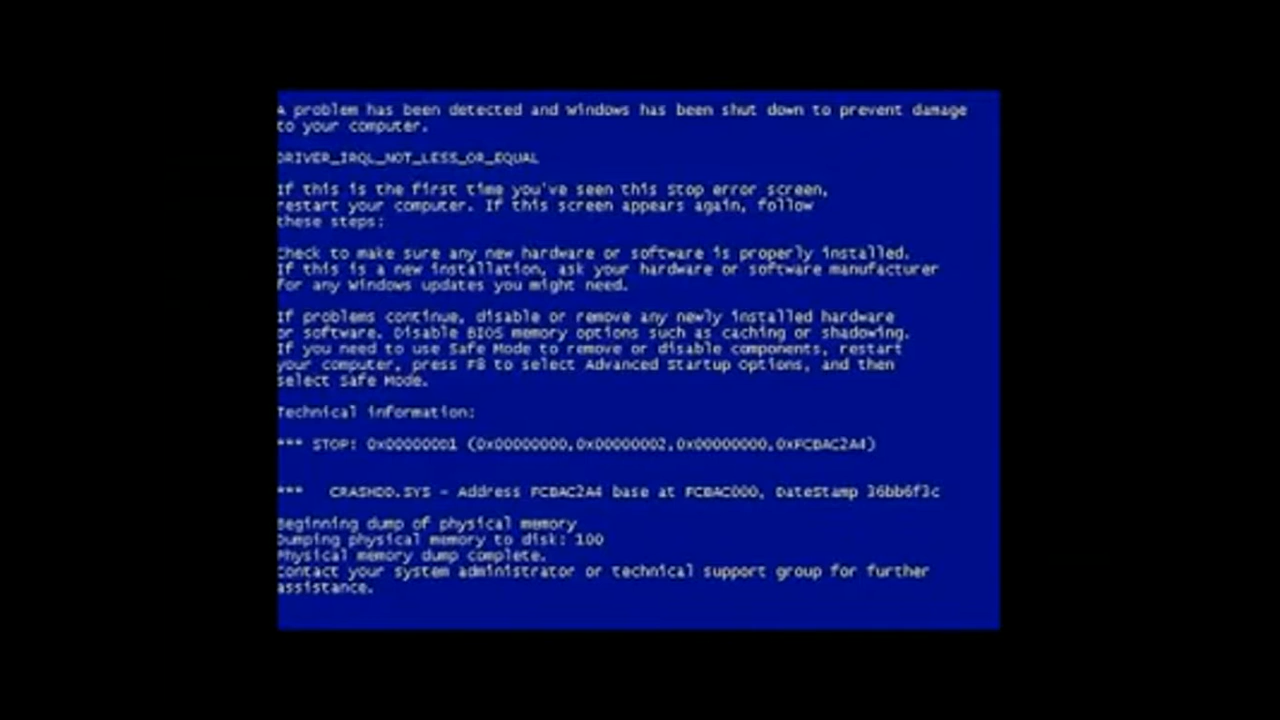 A problem has been detected and windows has been shut down to prevent damage
to your computer.
DRIVER_IRQL_NOT_LESS_OR_EQUAL
If this is the first time you've seen this Stop error screen,
restart your computer. If this screen appears again, follow
these steps:
Check to make sure any new hardware or software is properly installed.
If this is a new installation, ask your hardware or software manufacturer
for any windows updates you might need.
If problems continue, disable or remove any newly installed hardware
or software. Disable BIOS memory options such as caching or shadowing.
If you need to use Safe Mode to remove or disable components, restart
your computer, press F8 to select Advanced Startup Options, and then
select Safe Mode.
Technical information:
*** STOP: 0x000000D1 (0x00000000,0x00000002,0x00000000,0xFCBAC2A4)
*** CRASHDD.SYS - Address FCBAC2A4 base at FCBAC000, DateStamp 36bb6f3c
Beginning dump of physical memory
Dumping physical memory to disk: 100
Physical memory dump complete.
Contact your system administrator or technical support group for further
assistance.